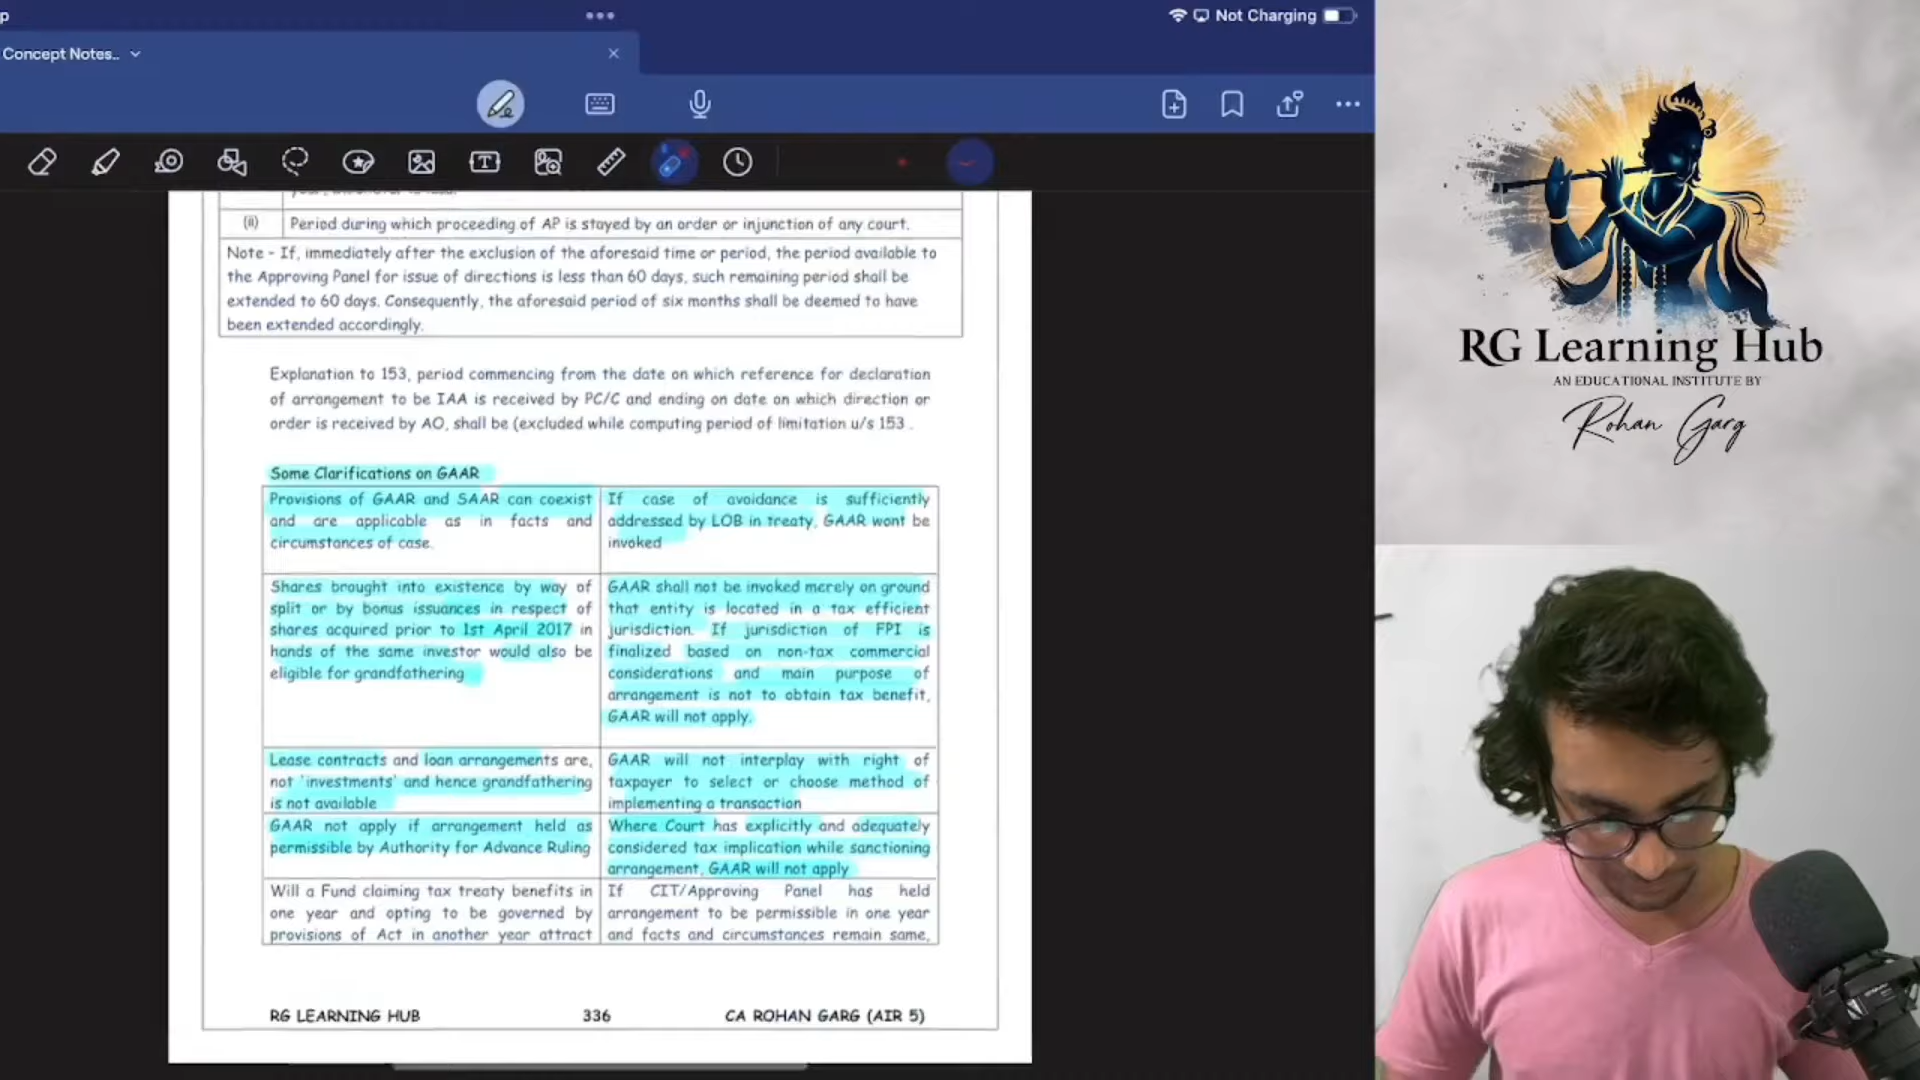 p
Not Charging
Concept Notes..
(ii) Period during which proceeding of AP is stayed by an order or injunction of any court.
Note - If, immediately after the exclusion of the aforesaid time or period, the period available to
the Approving Panel for issue of directions is less than 60 days, such remaining period shall be
extended to 60 days. Consequently, the aforesaid period of six months shall be deemed to have
been extended accordingly.
Explanation to 153, period commencing from the date on which reference for declaration
of arrangement to be IAA is received by PC/C and ending on date on which direction or
order is received by AO, shall be (excluded while computing period of limitation u/s 153 .
Some Clarifications on GAAR
Provisions of GAAR and SAAR can coexist
and are applicable as in facts and
circumstances of case.
If case of avoidance is sufficiently
addressed by LOB in treaty, GAAR wont be
invoked
Shares brought into existence by way of
split or by bonus issuances in respect of
shares acquired prior to 1st April 2017 in
hands of the same investor would also be
eligible for grandfathering
GAAR shall not be invoked merely on ground
that entity is located in a tax efficient
jurisdiction. If jurisdiction of FPI is
finalized based on non-tax commercial
considerations and main purpose of
arrangement is not to obtain tax benefit,
GAAR will not apply.
Lease contracts and loan arrangements are,
not 'investments' and hence grandfathering
is not available
GAAR will not interplay with right of
taxpayer to select or choose method of
implementing a transaction
GAAR not apply if arrangement held as
permissible by Authority for Advance Ruling
Where Court has explicitly and adequately
considered tax implication while sanctioning
arrangement, GAAR will not apply
Will a Fund claiming tax treaty benefits in
one year and opting to be governed by
provisions of Act in another year attract
If CIT/Approving Panel has held
arrangement to be permissible in one year
and facts and circumstances remain same,
RG LEARNING HUB 336 CA ROHAN GARG (AIR 5)
RG Learning Hub
AN EDUCATIONAL INSTITUTE BY
Rohan Garg